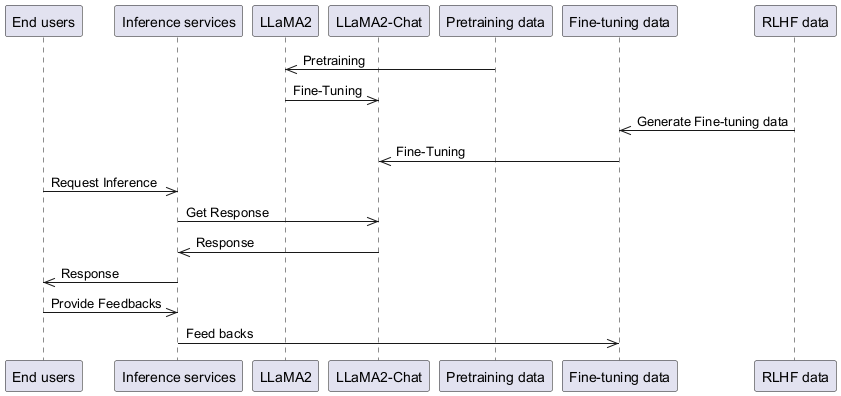 End users Inference services LLaMA2 LLaMA2-Chat Pretraining data Fine-tuning data RLHF data
Pretraining
Fine-Tuning
Generate Fine-tuning data
Fine-Tuning
Request Inference
Get Response
Response
Response
Provide Feedbacks
Feed backs
End users Inference services LLaMA2 LLaMA2-Chat Pretraining data Fine-tuning data RLHF data